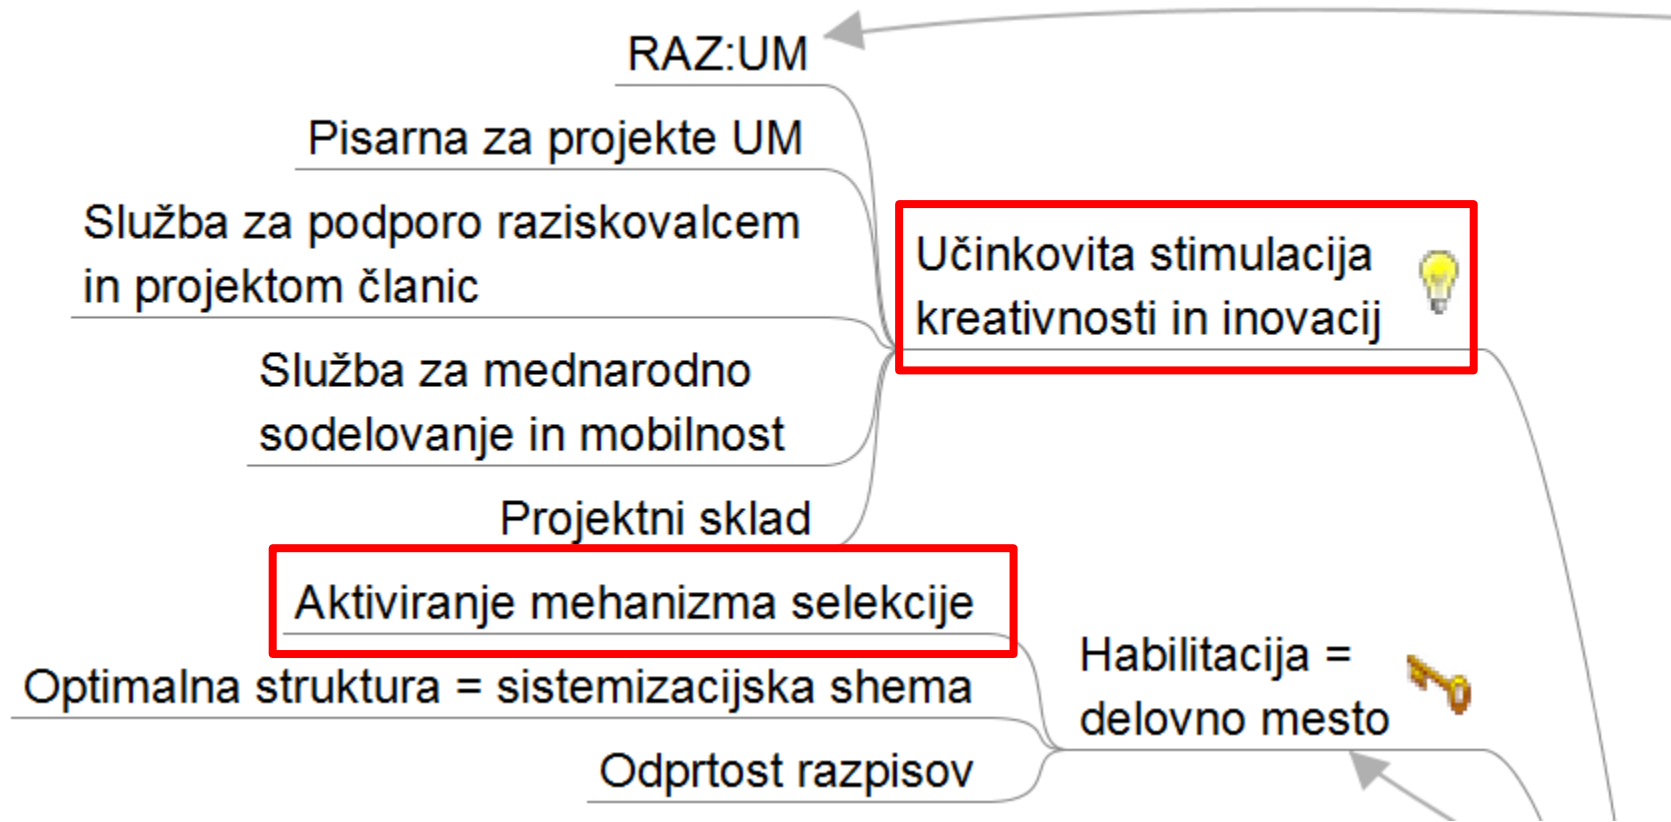 RAZ:UM
Pisarna za projekte UM
Služba za podporo raziskovalcem
in projektom članic
Služba za mednarodno
sodelovanje in mobilnost
Projektni sklad
Učinkovita stimulacija
kreativnosti in inovacij
Aktiviranje mehanizma selekcije
Optimalna struktura = sistemizacijska shema
Odprtost razpisov
Habilitacija =
delovno mesto